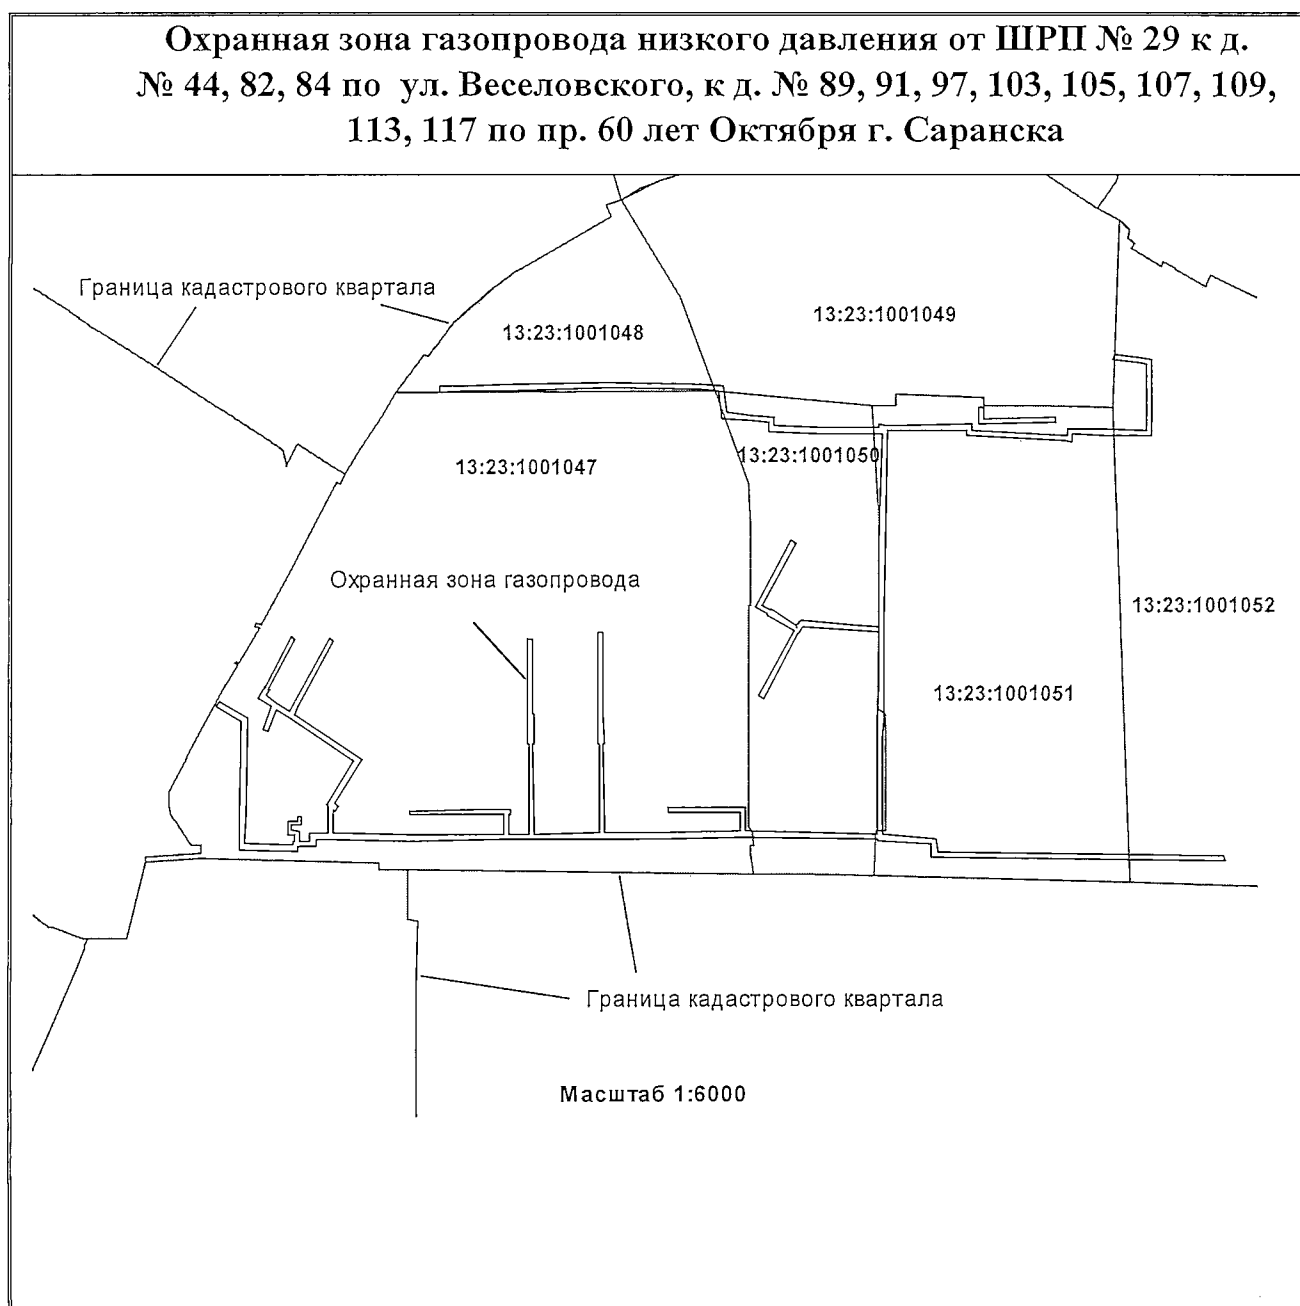 Охранная зона газопровода низкого давления от ШРП № 29 к д.
№ 44, 82, 84 по ул. Веселовского, к д. № 89, 91, 97, 103, 105, 107, 109,
113, 117 по пр. 60 лет Октября г. Саранска
Граница кадастрового квартала
13:23:1001049
13:23:1001048
13:23:1001050
13:23:1001047
Охранная зона газопровода
13:23:1001052
13:23:1001051
Граница кадастрового квартала
Масштаб 1:6000